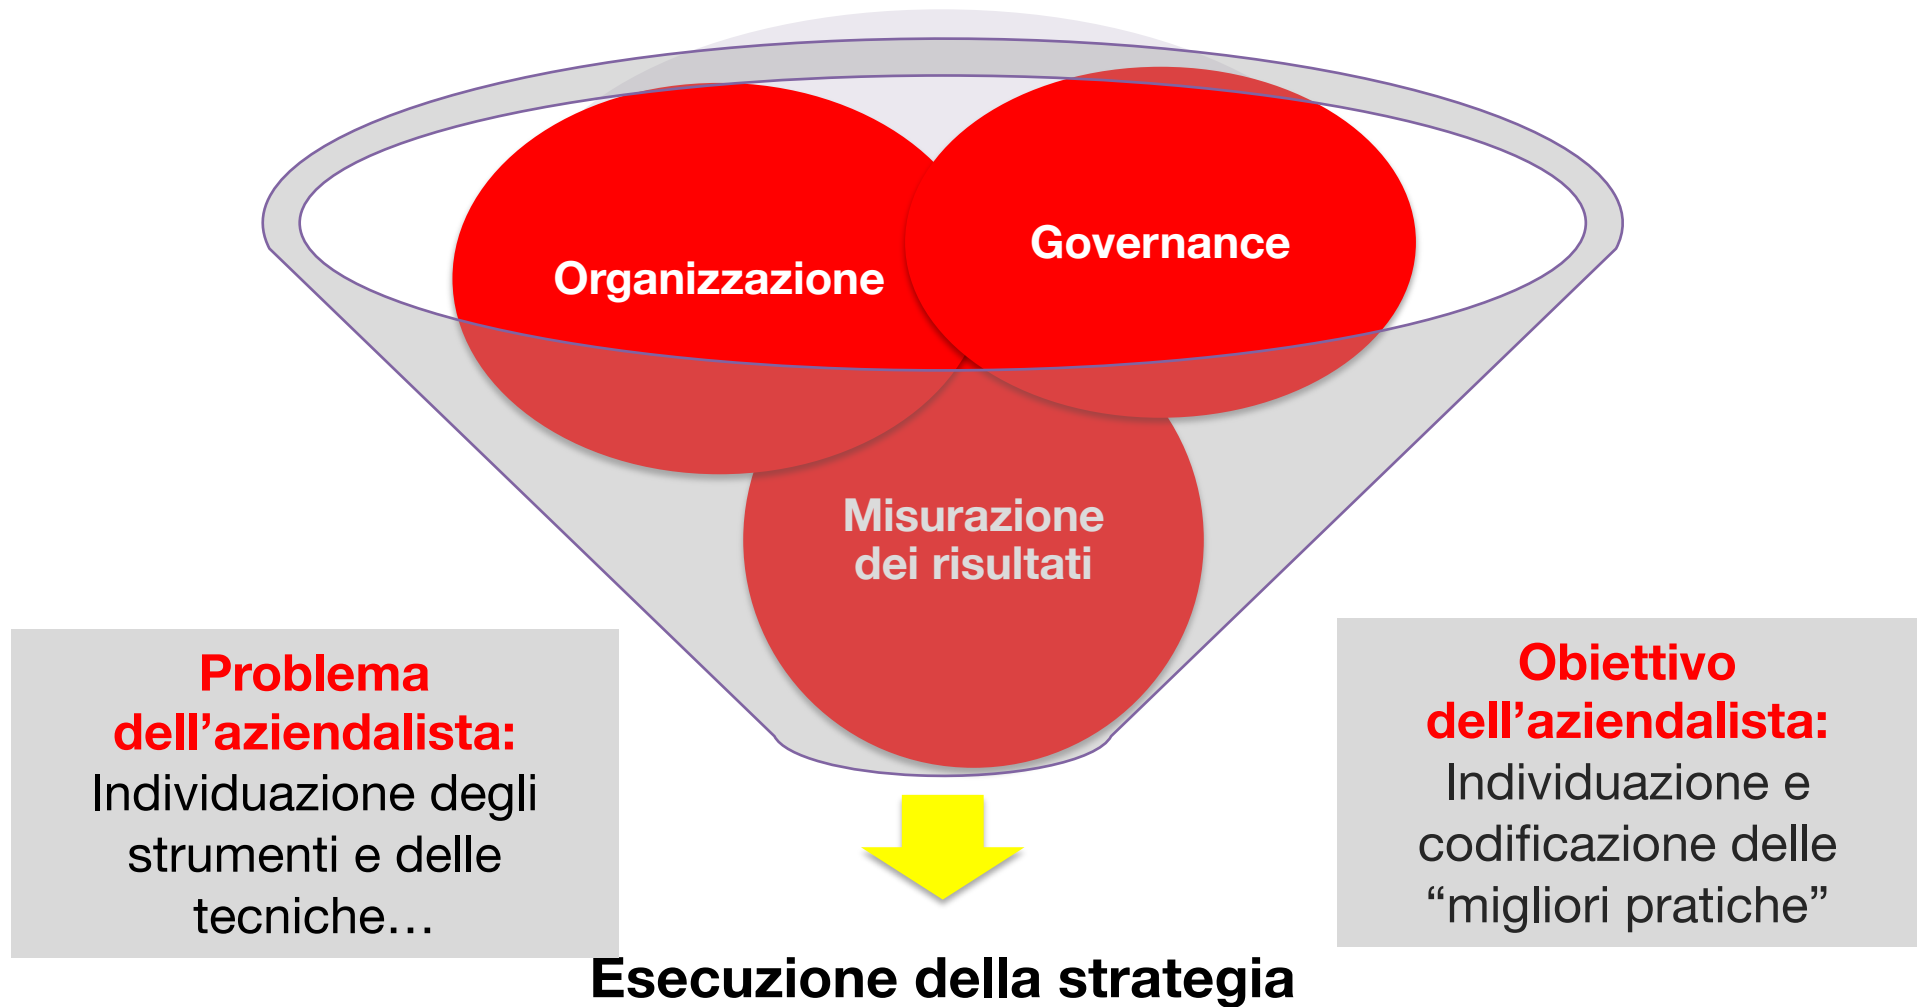 Organizzazione
Governance
Misurazione
dei risultati
Problema
dell’aziendalista:
Individuazione degli
strumenti e delle
tecniche…
Obiettivo
dell’aziendalista:
Individuazione e
codificazione delle
“migliori pratiche”
Esecuzione della strategia